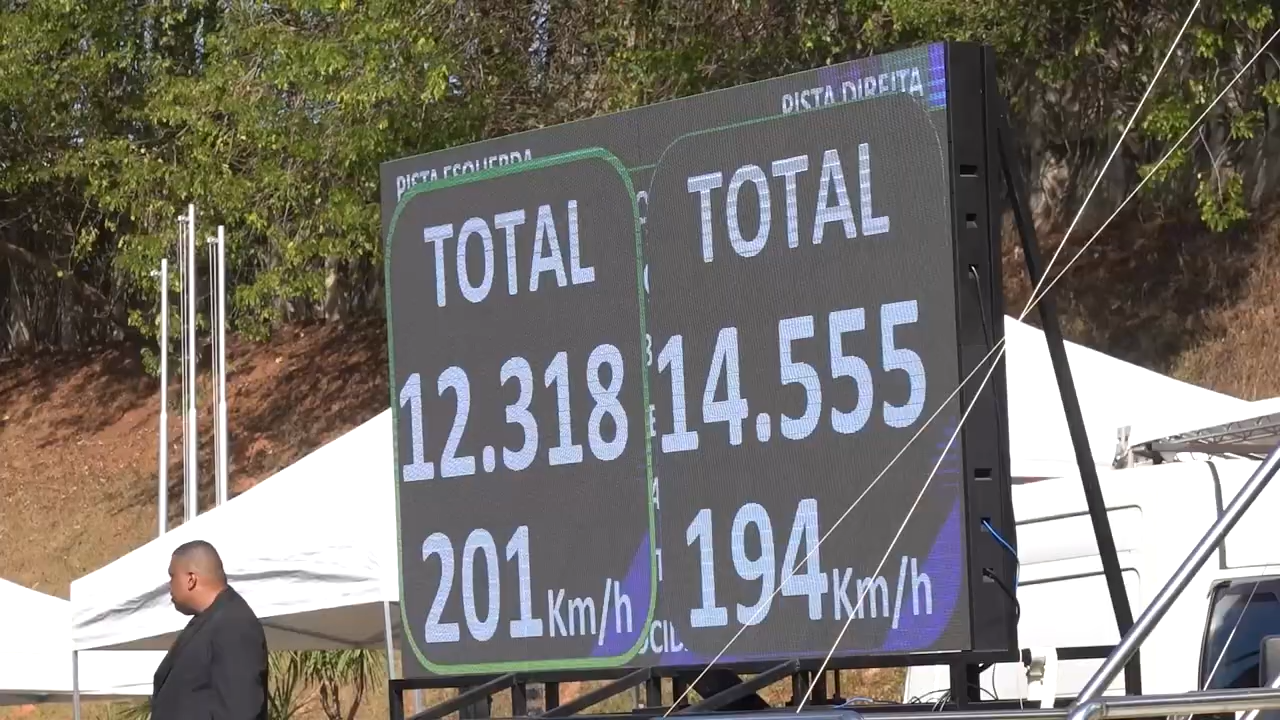 PISTA ESQUERDA
TOTAL
12.318
201 Km/h
PISTA DIREITA
TOTAL
14.555
194 Km/h